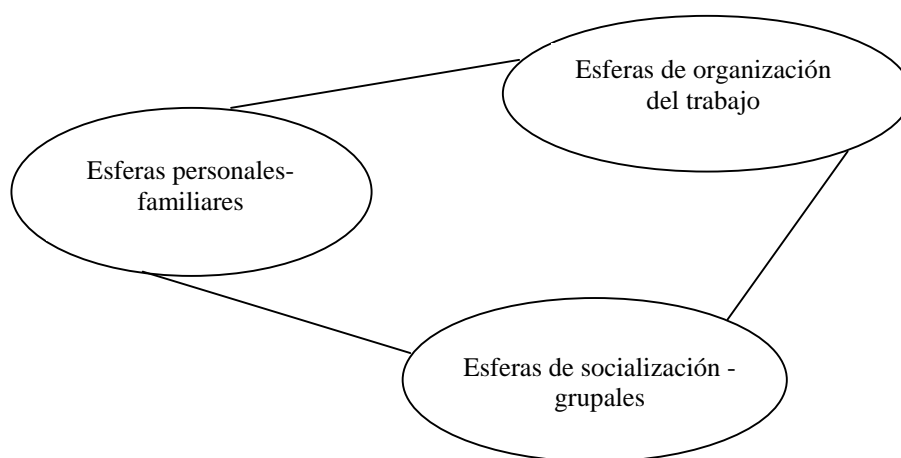 Esferas de organización
del trabajo
Esferas personales-
familiares
Esferas de socialización -
grupales